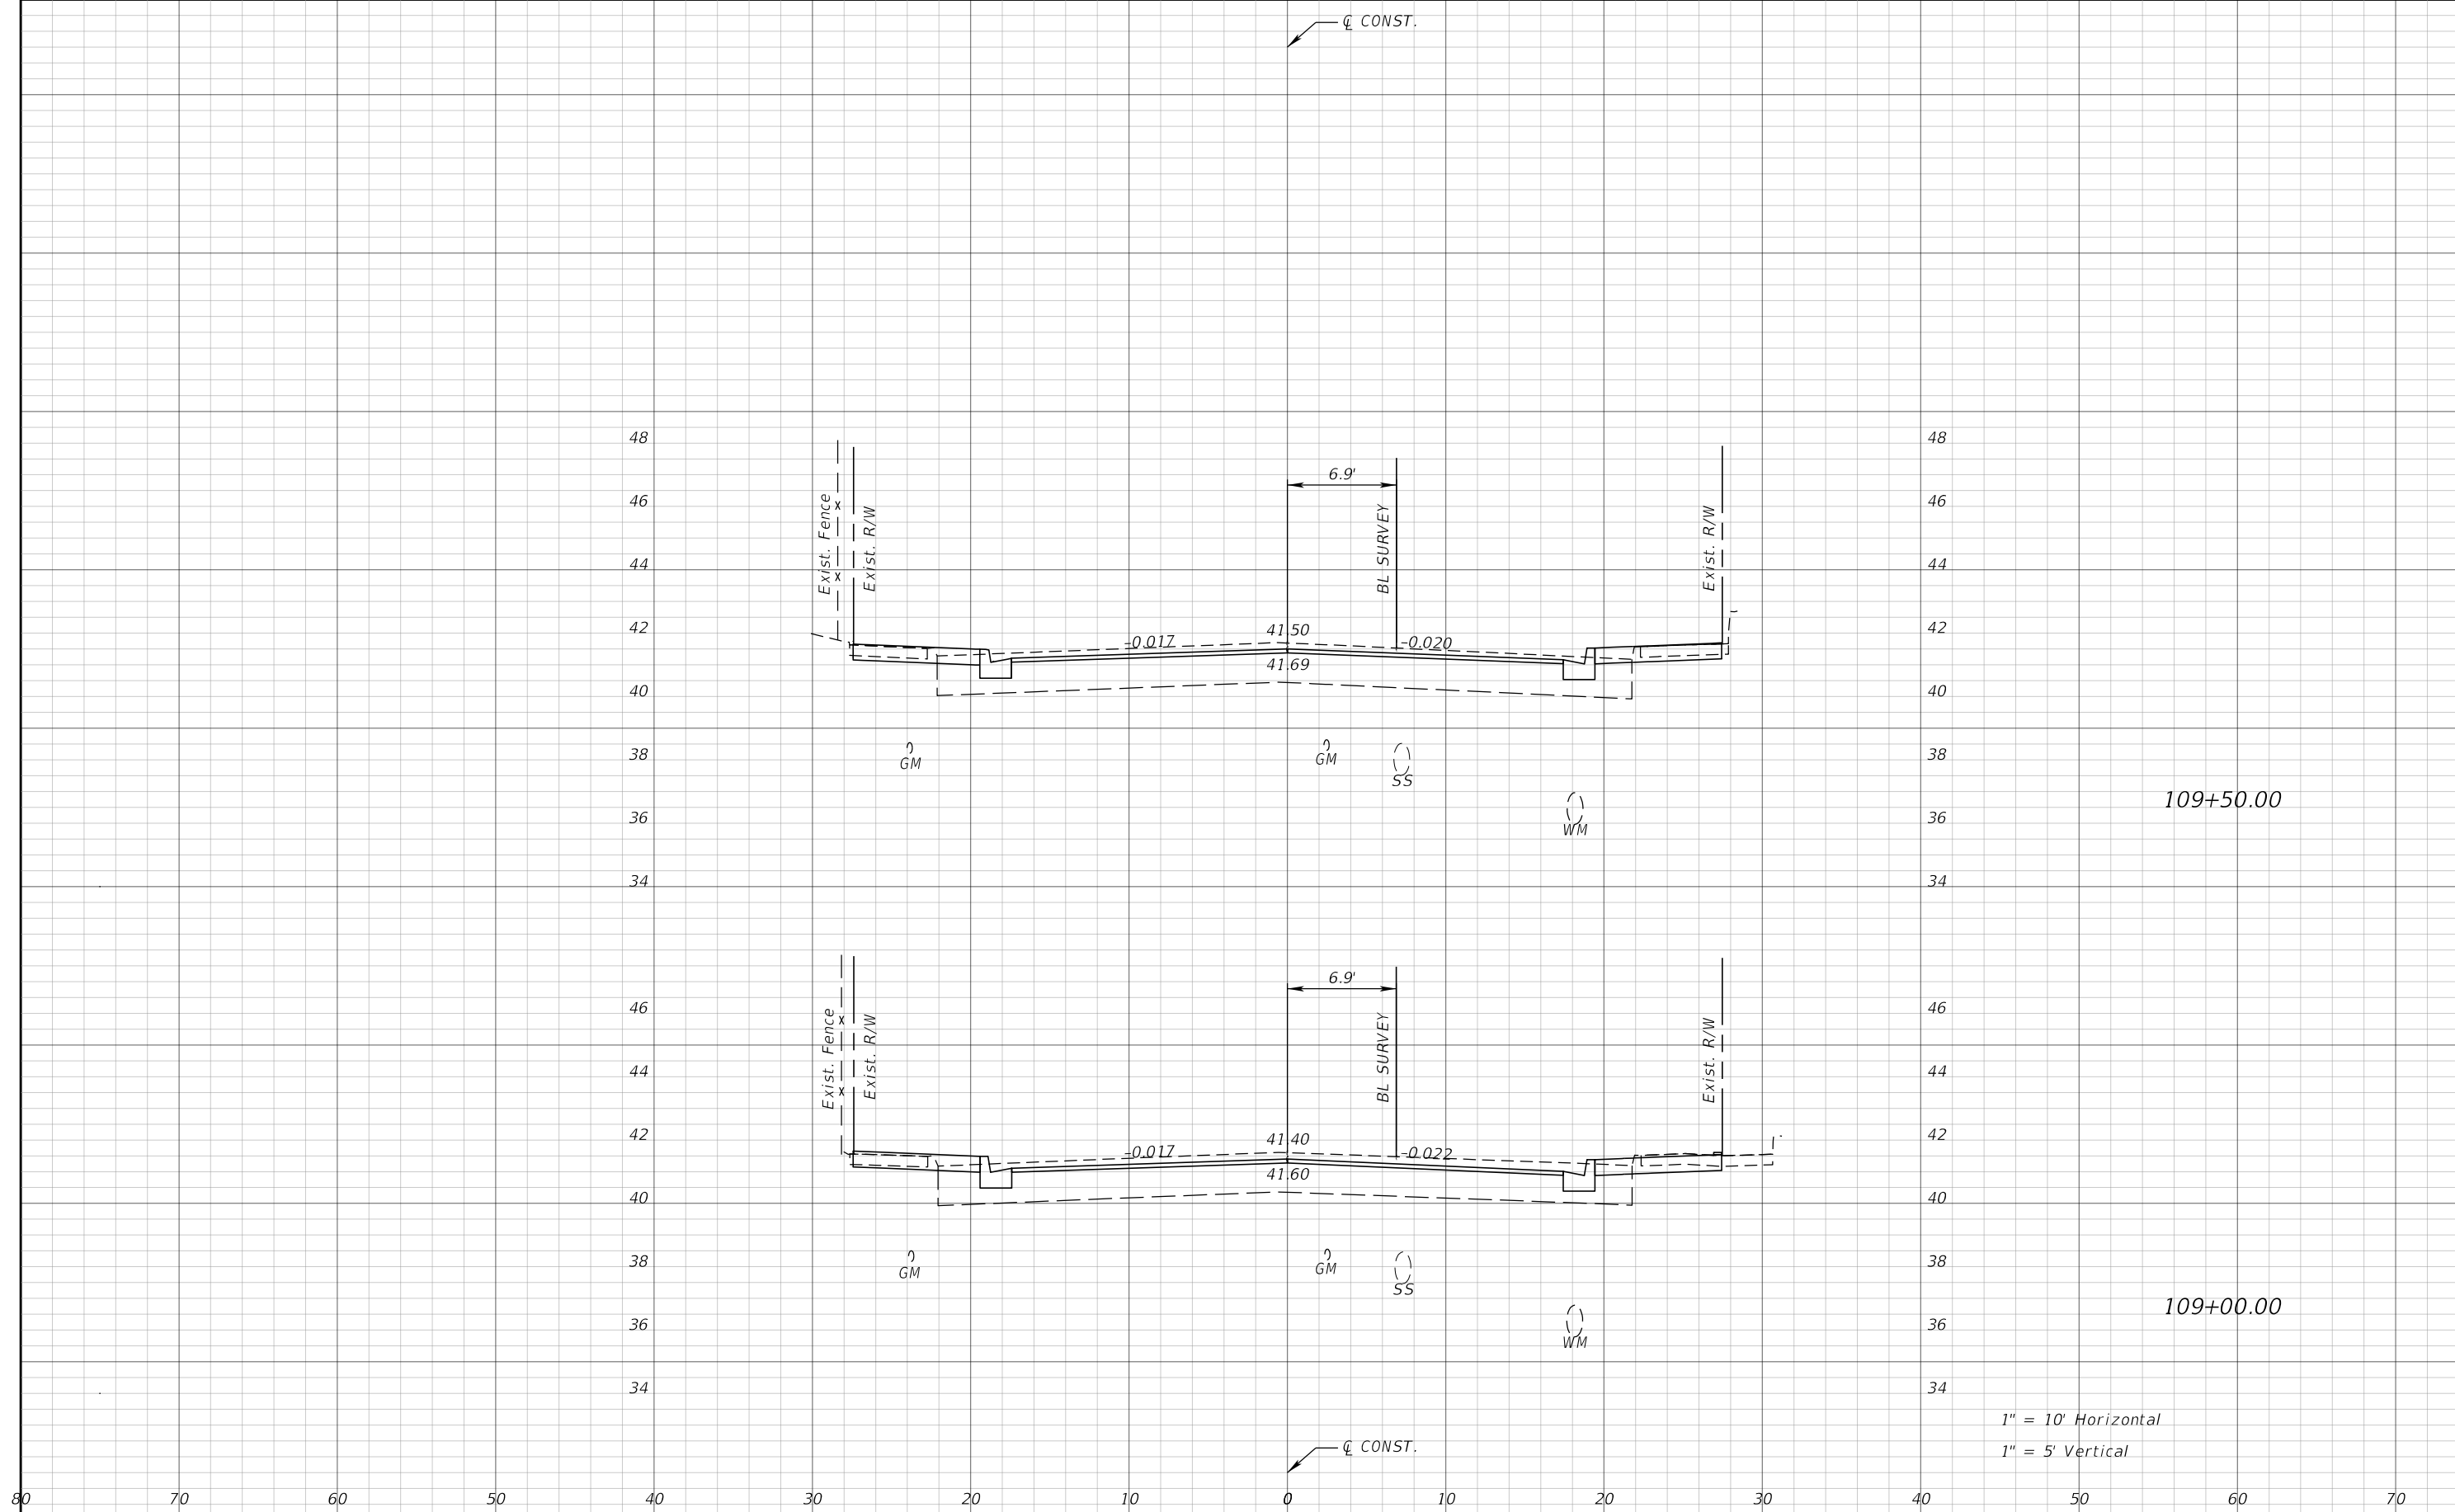 ℄ CONST.
48 48
6.9'
46 46
Exist. Fence Exist. R/W BL SURVEY Exist. R/W
X
X
44 44
42 41.50 42
-0.017 -0.020
41.69
40 40
38 GM GM SS 38
109+50.00
36 WM 36
34 34
6.9'
46 46
Exist. Fence Exist. R/W BL SURVEY Exist. R/W
X
X
44 44
42 41.40 42
-0.017 -0.022
41.60
40 40
38 GM GM SS 38
109+00.00
36 WM 36
34 34
1" = 10' Horizontal
℄ CONST.
1" = 5' Vertical
80 70 60 50 40 30 20 10 0 10 20 30 40 50 60 70